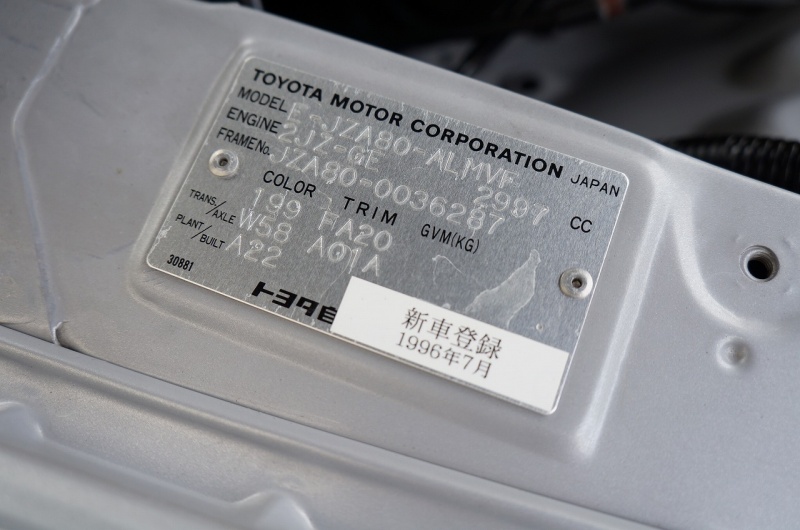 TOYOTA MOTOR CORPORATION JAPAN
MODEL E-JZA80-ALMVF
ENGINE 2JZ-GE 2997 CC
FRAME No. JZA80-0036287
COLOR TRIM GVM(KG)
199 FA20
TRANS/AXLE W58 A01A
PLANT/BUILT A22
30881
トヨタ自
新車登録
1996年7月